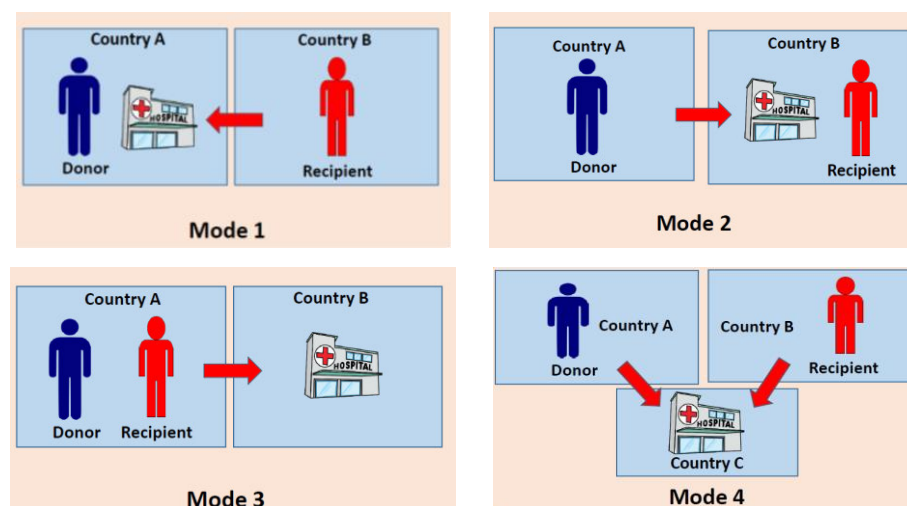 Country A
Country B
HOSPITAL
Donor
Recipient
Mode 1
Country A
Country B
HOSPITAL
Donor
Recipient
Mode 2
Country A
Country B
HOSPITAL
Donor
Recipient
Mode 3
Country A
Country B
Donor
Recipient
HOSPITAL
Country C
Mode 4